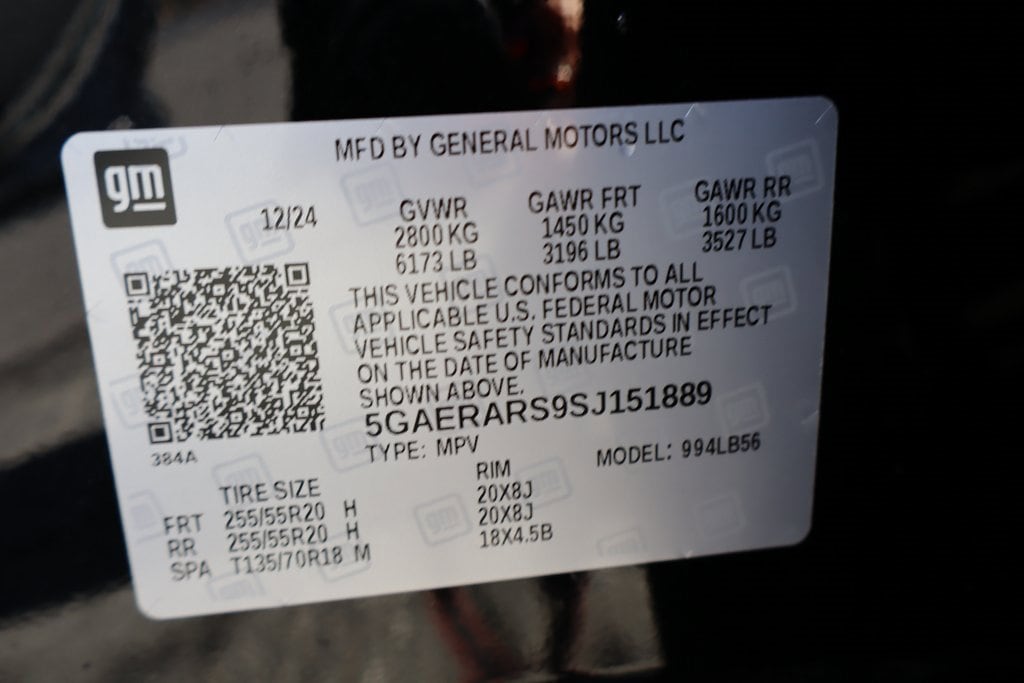 gm
MFD BY GENERAL MOTORS LLC
12/24
GVWR
2800 KG
6173 LB
GAWR FRT
1450 KG
3196 LB
GAWR RR
1600 KG
3527 LB
THIS VEHICLE CONFORMS TO ALL
APPLICABLE U.S. FEDERAL MOTOR
VEHICLE SAFETY STANDARDS IN EFFECT
ON THE DATE OF MANUFACTURE
SHOWN ABOVE.
5GAERARS9SJ151889
TYPE: MPV MODEL: 994LB56
384A
TIRE SIZE RIM
FRT 255/55R20 H 20X8J
RR 255/55R20 H 20X8J
SPA T135/70R18 M 18X4.5B